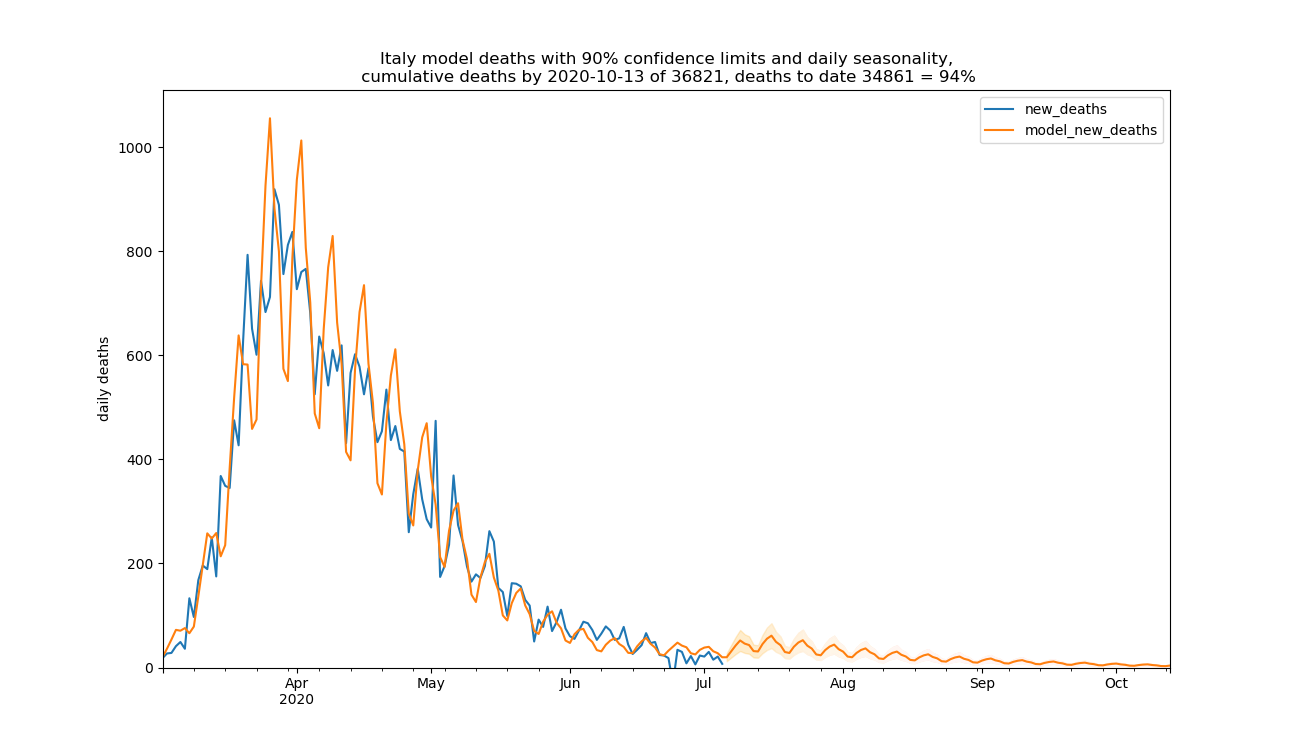 Italy model deaths with 90% confidence limits and daily seasonality,
cumulative deaths by 2020-10-13 of 36821, deaths to date 34861 = 94%
new_deaths
model_new_deaths
daily deaths
1000
800
600
400
200
0
Apr
2020
May
Jun
Jul
Aug
Sep
Oct